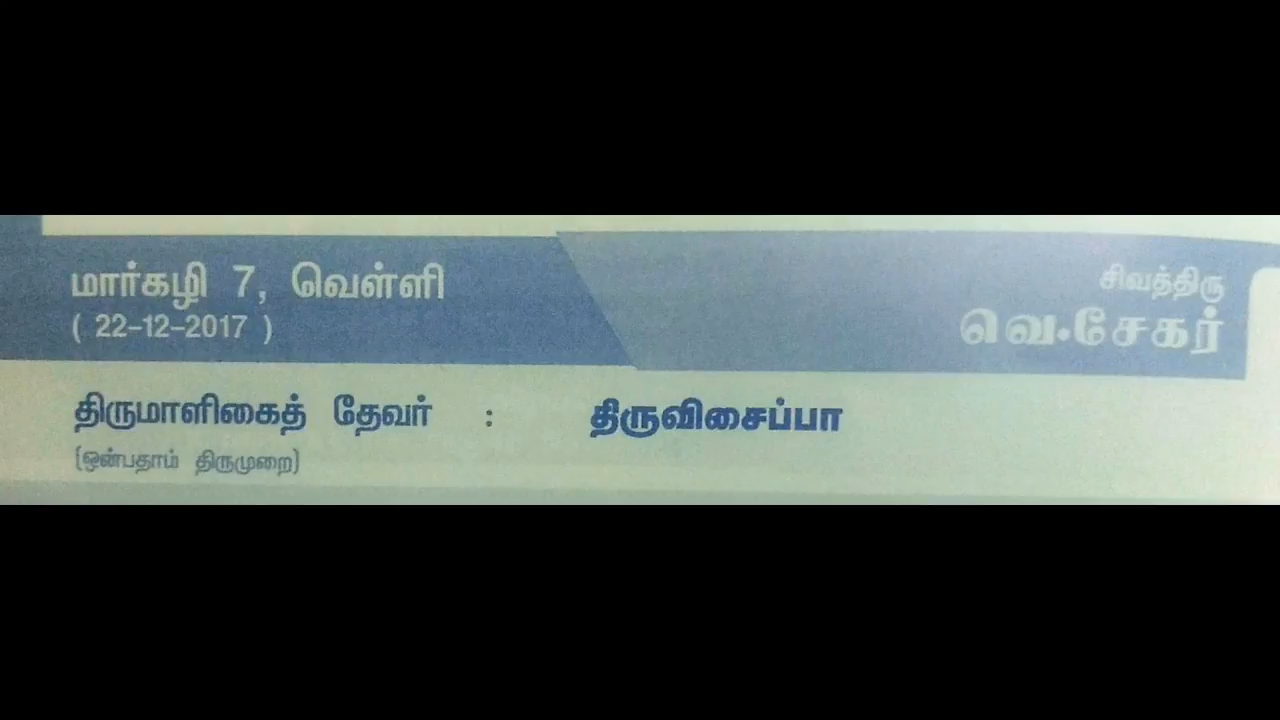 மார்கழி 7, வெள்ளி
( 22-12-2017 )
சிவத்திரு
வெ.சேகர்
திருமாளிகைத் தேவர் : திருவிசைப்பா
(ஒன்பதாம் திருமுறை)